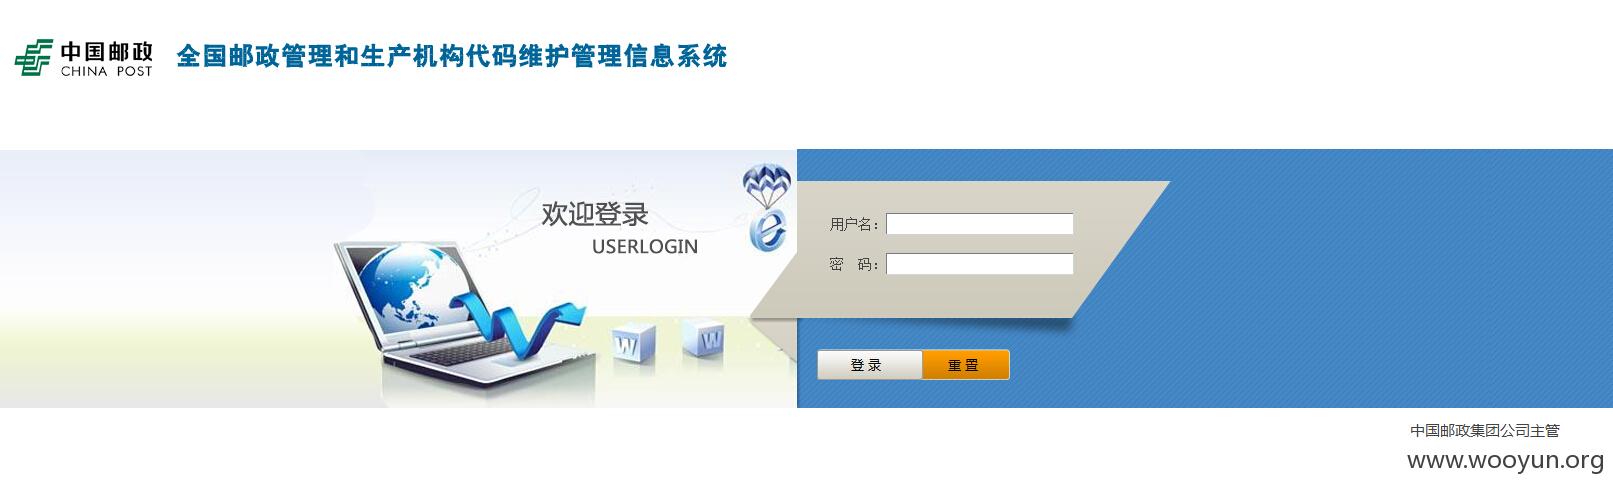 中国邮政
CHINA POST
全国邮政管理和生产机构代码维护管理信息系统
欢迎登录
USERLOGIN
用户名：
密 码：
W
W
登 录
重 置
中国邮政集团公司主管
www.wooyun.org